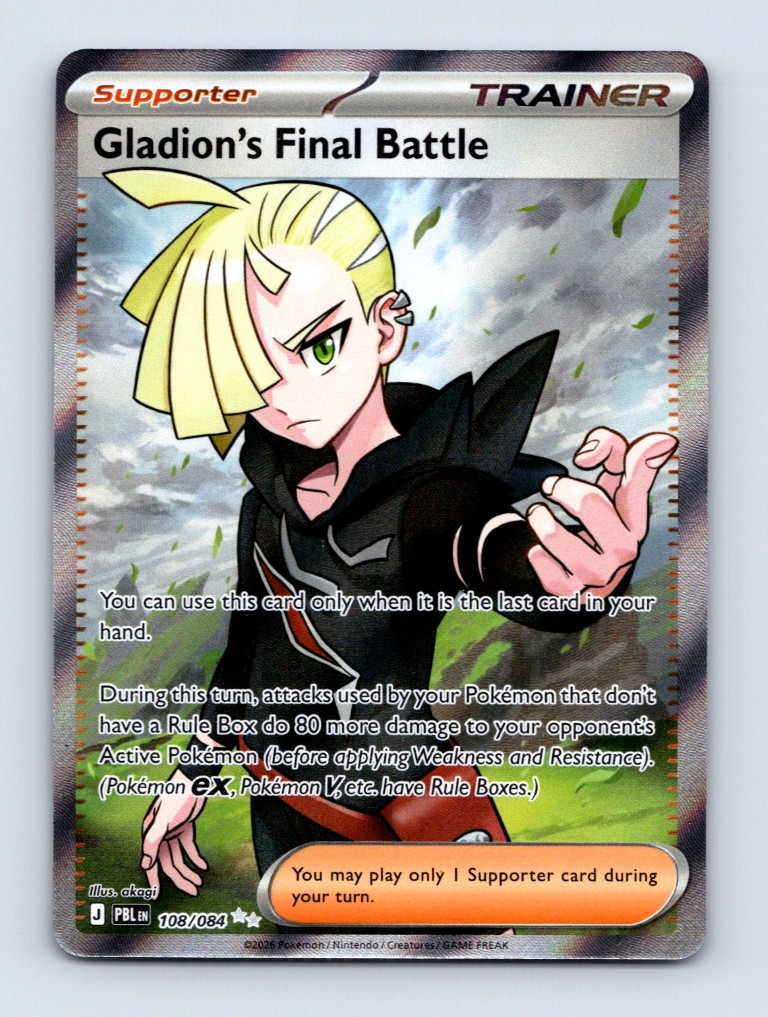 Supporter
TRAINER
Gladion's Final Battle
You can use this card only when it is the last card in your
hand.
During this turn, attacks used by your Pokémon that don't
have a Rule Box do 80 more damage to your opponent's
Active Pokémon (before applying Weakness and Resistance).
(Pokémon ex, Pokémon V, etc. have Rule Boxes.)
You may play only 1 Supporter card during
your turn.
Illus. akagi
J PBL EN 108/084
©2026 Pokémon / Nintendo / Creatures / GAME FREAK